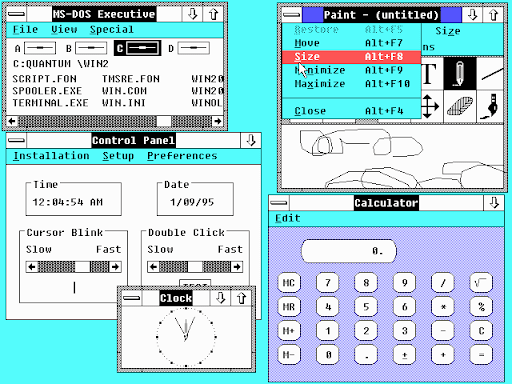 MS-DOS Executive
File View Special
A B C D
C:QUANTUM \WIN2
SCRIPT.FON TMSRE.FON WIN20
SPOOLER.EXE WIN.COM WIN20
TERMINAL.EXE WIN.INI WINOL
Paint - (untitled)
Restore Alt+F5
Move Alt+F7
Size Alt+F8
Minimize Alt+F9
Maximize Alt+F10
Close Alt+F4
Size
ns
T
Control Panel
Installation Setup Preferences
Time
12:04:54 AM
Date
1/09/95
Cursor Blink
Slow Fast
Double Click
Slow Fast
Clock
Calculator
Edit
0.
MC 7 8 9 / √
MR 4 5 6 * %
M+ 1 2 3 - C
M- 0 . ± + =